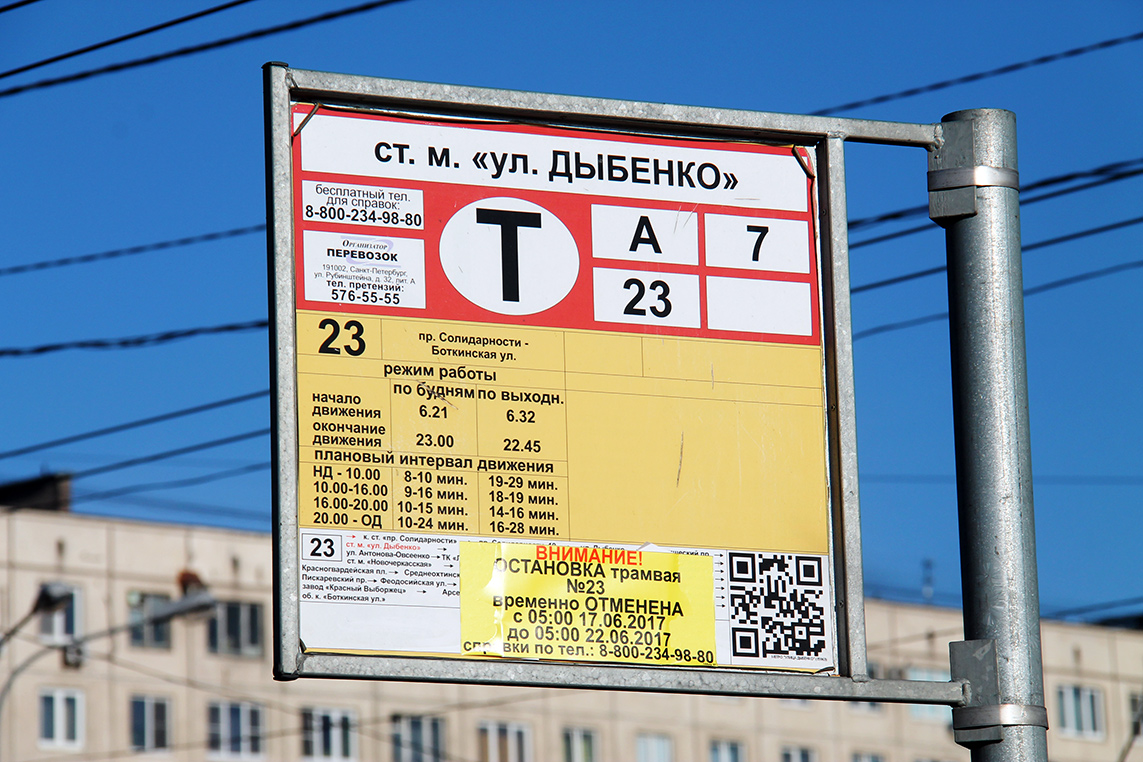 ст. м. «ул. ДЫБЕНКО»
бесплатный тел.
для справок:
8-800-234-98-80
Организатор
ПЕРЕВОЗОК
191002, Санкт-Петербург,
ул. Рубинштейна, д. 32, лит. А
тел. претензий:
576-55-55
Т
А
7
23
23
пр. Солидарности -
Боткинская ул.
режим работы
по будням по выходн.
начало
движения 6.21 6.32
окончание
движения 23.00 22.45
плановый интервал движения
НД - 10.00 8-10 мин. 19-29 мин.
10.00-16.00 9-16 мин. 18-19 мин.
16.00-20.00 10-15 мин. 14-16 мин.
20.00 - ОД 10-24 мин. 16-28 мин.
23
к. ст. «пр. Солидарности»
ст. м. «ул. Дыбенко»
ул. Антонова-Овсеенко → ТК
ст. м. «Новочеркасская»
Красногвардейская пл. → Среднеохтинск
Пискаревский пр. → Феодосийская ул.
завод «Красный Выборжец» → Арсе
об. к. «Боткинская ул.»
ВНИМАНИЕ!
ОСТАНОВКА трамвая
№23
временно ОТМЕНЕНА
с 05:00 17.06.2017
до 05:00 22.06.2017
справки по тел.: 8-800-234-98-80